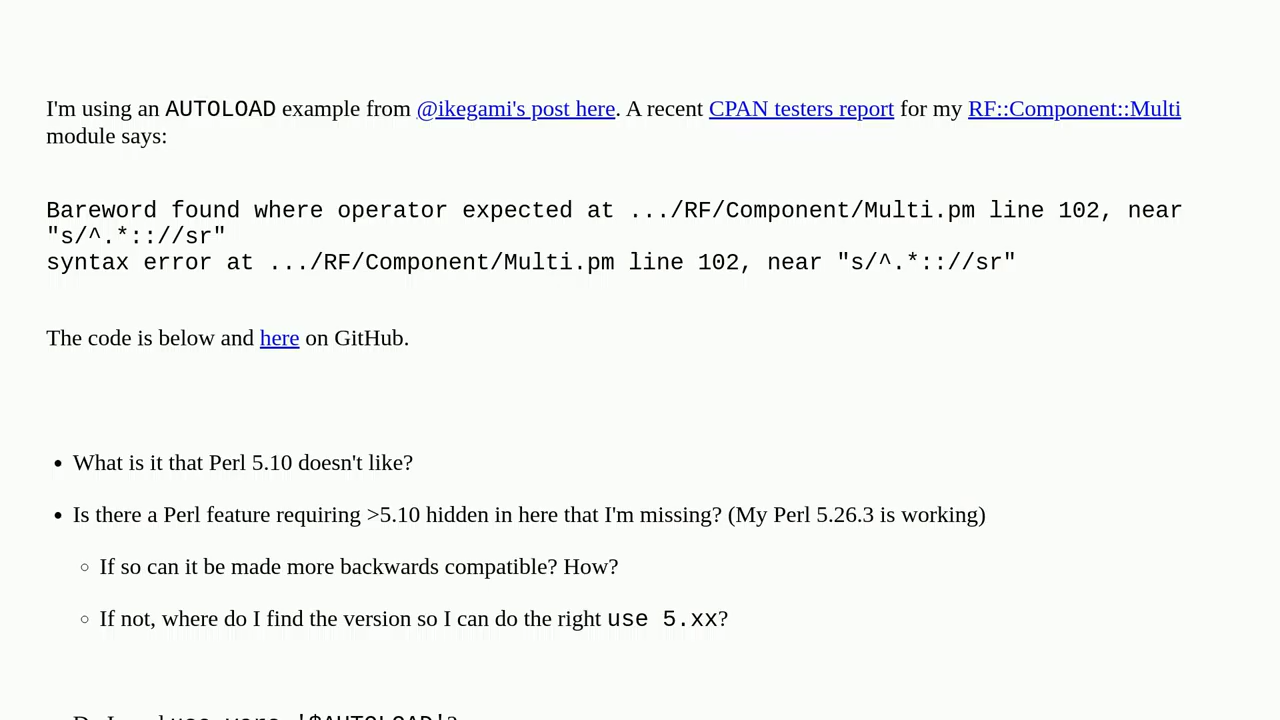 I'm using an AUTOLOAD example from @ikegami's post here. A recent CPAN testers report for my RF::Component::Multi
module says:
Bareword found where operator expected at .../RF/Component/Multi.pm line 102, near
"s/^.*:://sr"
syntax error at .../RF/Component/Multi.pm line 102, near "s/^.*:://sr"
The code is below and here on GitHub.
• What is it that Perl 5.10 doesn't like?
• Is there a Perl feature requiring >5.10 hidden in here that I'm missing? (My Perl 5.26.3 is working)
○ If so can it be made more backwards compatible? How?
○ If not, where do I find the version so I can do the right use 5.xx?
'$AUTOLOAD'?